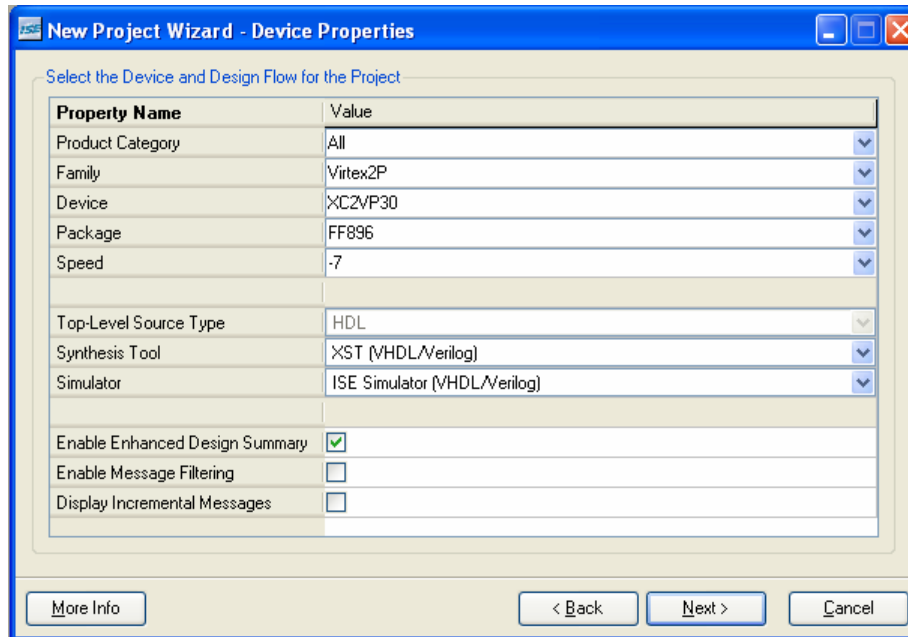 ISE New Project Wizard - Device Properties
Select the Device and Design Flow for the Project
Property Name Value
Product Category All
Family Virtex2P
Device XC2VP30
Package FF896
Speed -7
Top-Level Source Type HDL
Synthesis Tool XST (VHDL/Verilog)
Simulator ISE Simulator (VHDL/Verilog)
Enable Enhanced Design Summary
Enable Message Filtering
Display Incremental Messages
More Info < Back Next > Cancel